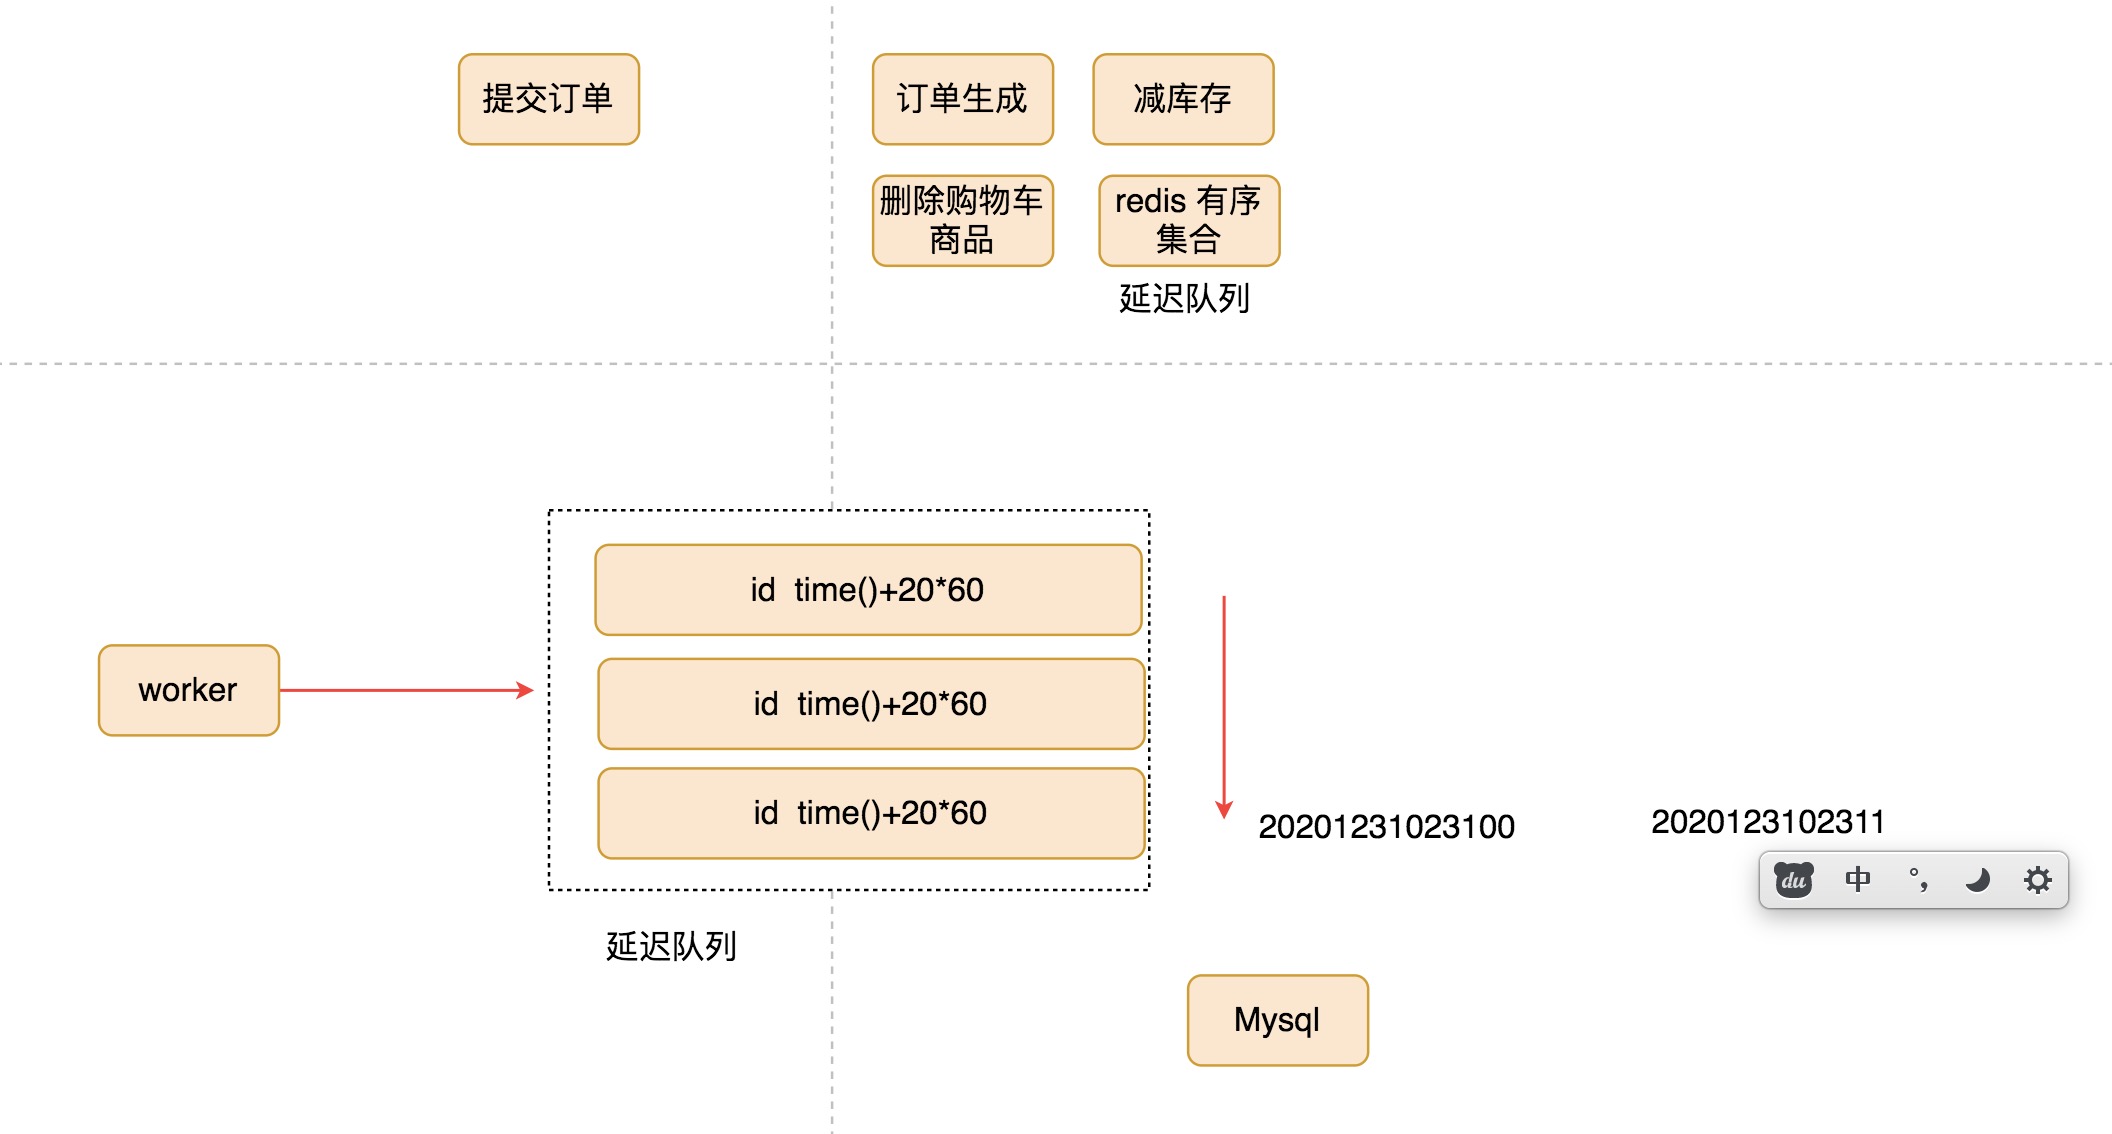 提交订单
订单生成
减库存
删除购物车
商品
redis 有序
集合
延迟队列
id time()+20*60
worker
id time()+20*60
id time()+20*60
20201231023100
2020123102311
du 中 °,
延迟队列
Mysql